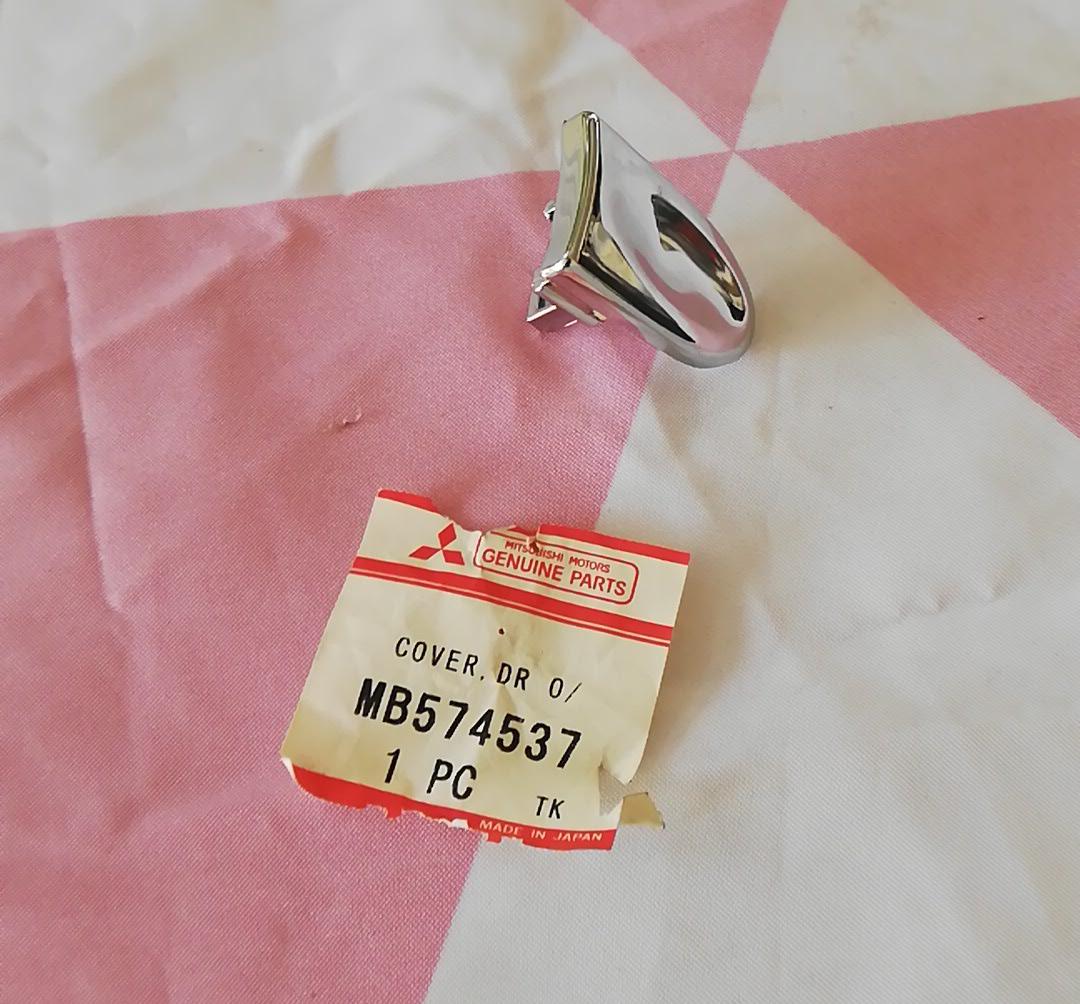 MITSUBISHI MOTORS
GENUINE PARTS
COVER, DR O/
MB574537
1 PC
TK
MADE IN JAPAN